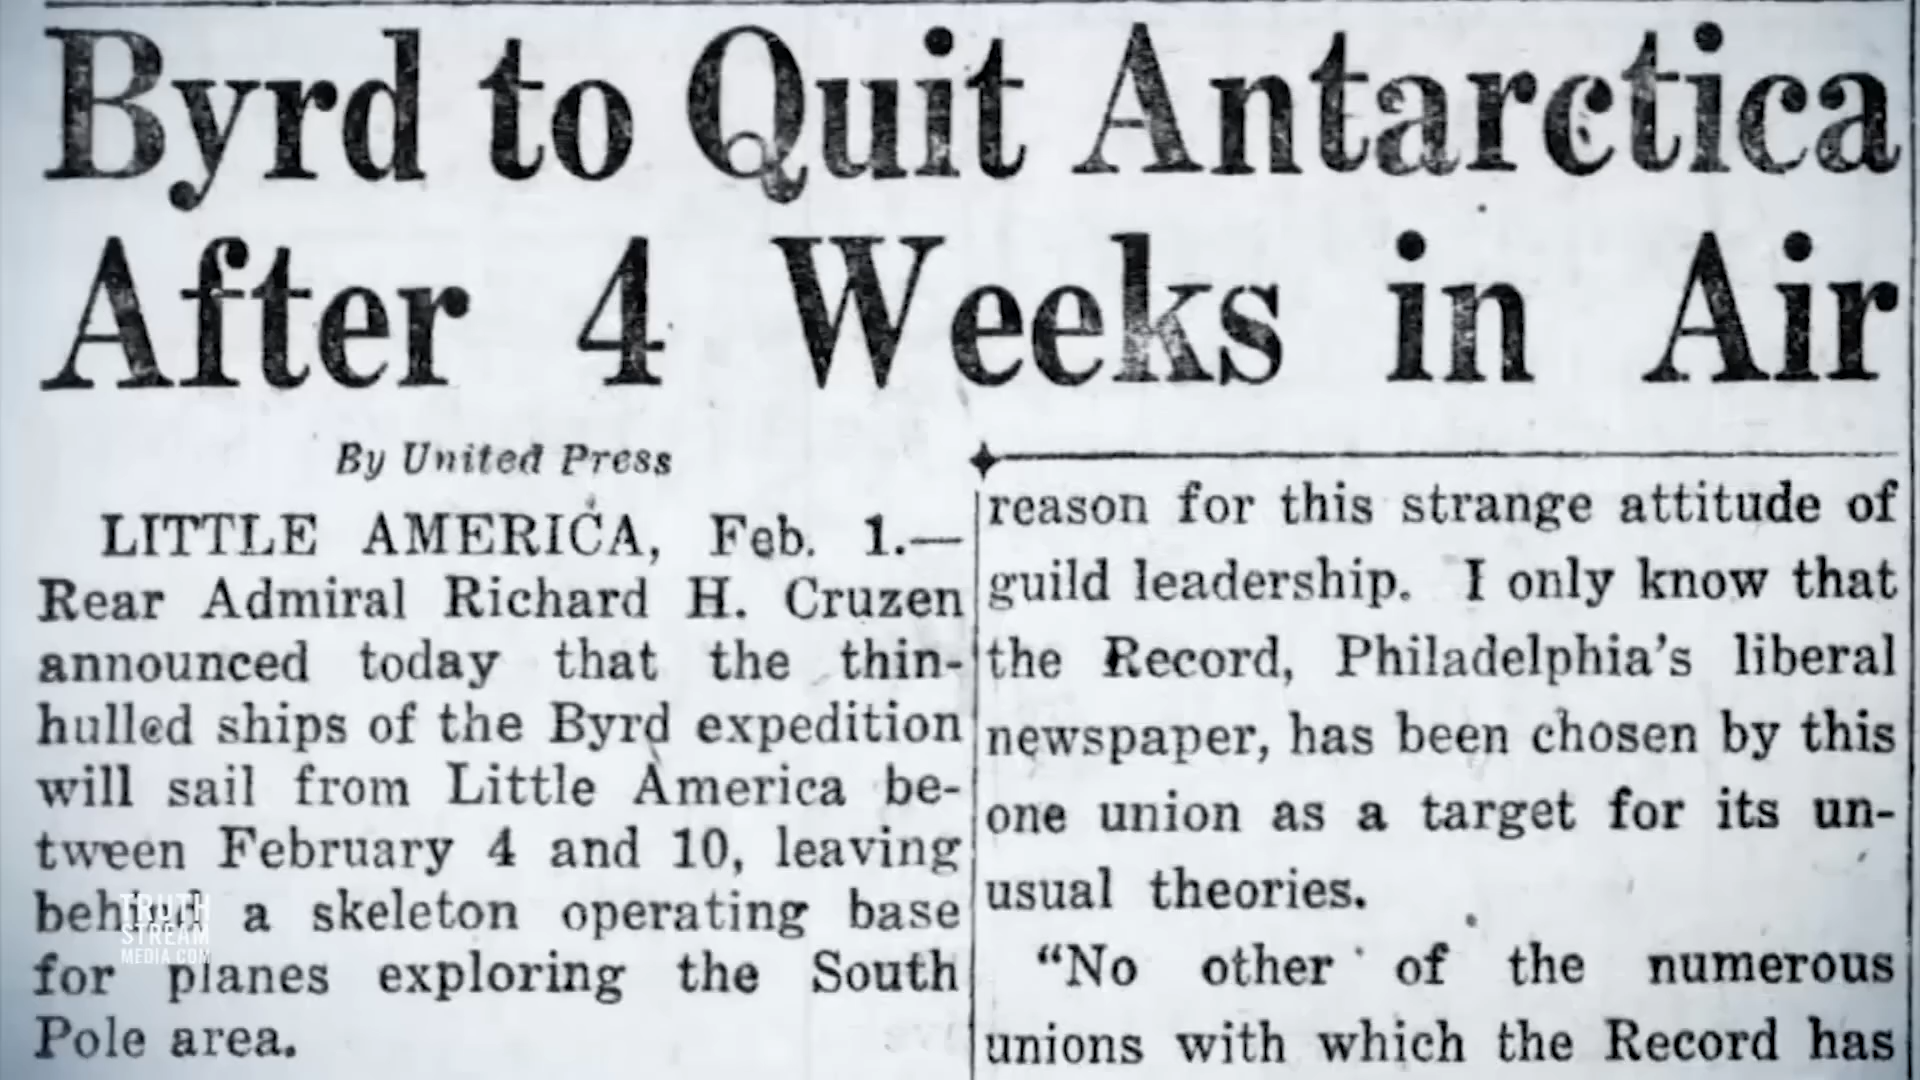 Byrd to Quit Antarctica
After 4 Weeks in Air
By United Press
LITTLE AMERICA, Feb. 1.—
Rear Admiral Richard H. Cruzen
announced today that the thin-
hulled ships of the Byrd expedition
will sail from Little America be-
tween February 4 and 10, leaving
behind a skeleton operating base
for planes exploring the South
Pole area.
reason for this strange attitude of
guild leadership. I only know that
the Record, Philadelphia's liberal
newspaper, has been chosen by this
one union as a target for its un-
usual theories.
"No other of the numerous
unions with which the Record has
TRUTH
STREAM
MEDIA.COM